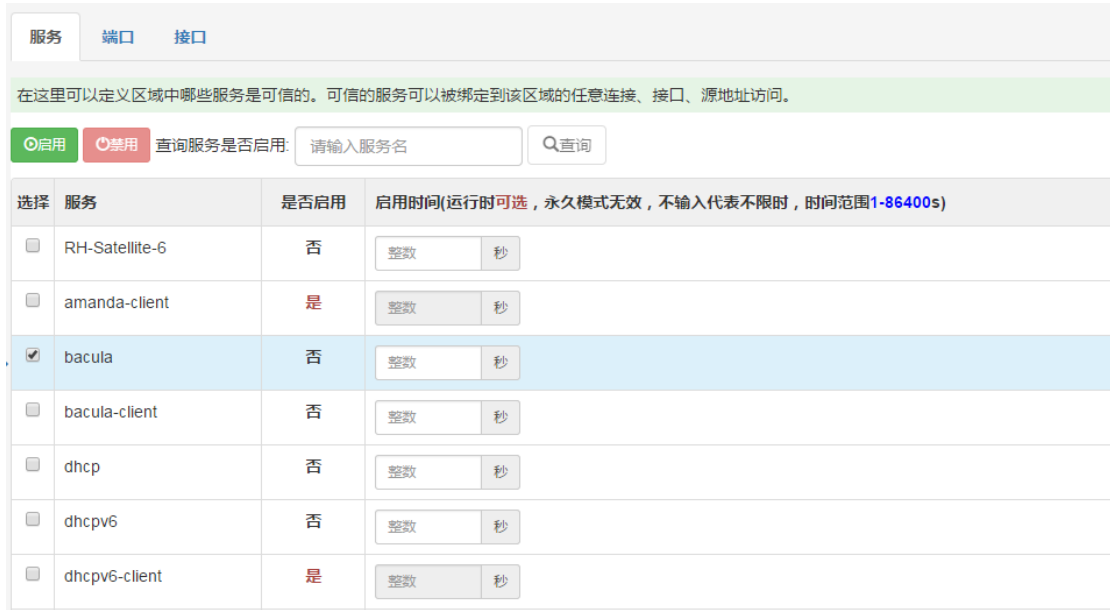 服务 端口 接口
在这里可以定义区域中哪些服务是可信的。可信的服务可以被绑定到该区域的任意连接、接口、源地址访问。
启用 禁用 查询服务是否启用: 请输入服务名 查询
选择 服务 是否启用 启用时间(运行时可选，永久模式无效，不输入代表不限时，时间范围1-86400s)
RH-Satellite-6 否 整数 秒
amanda-client 是 整数 秒
bacula 否 整数 秒
bacula-client 否 整数 秒
dhcp 否 整数 秒
dhcpv6 否 整数 秒
dhcpv6-client 是 整数 秒